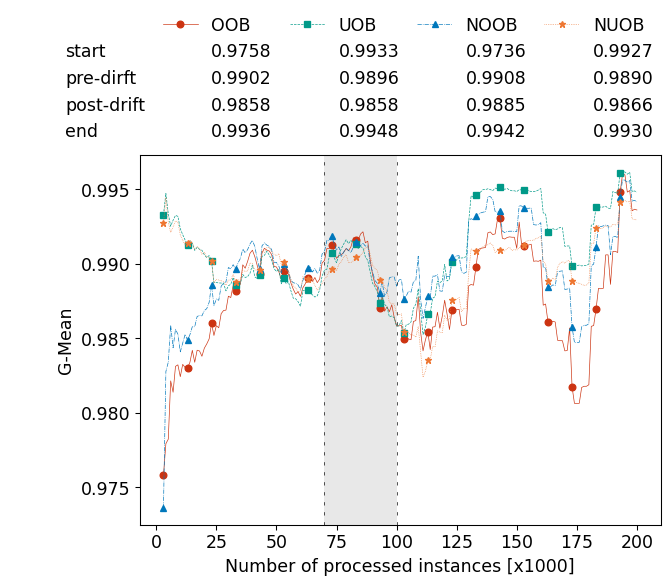 OOB UOB NOOB NUOB
start 0.9758 0.9933 0.9736 0.9927
pre-dirft 0.9902 0.9896 0.9908 0.9890
post-drift 0.9858 0.9858 0.9885 0.9866
end 0.9936 0.9948 0.9942 0.9930
0.995
0.990
0.985
0.980
0.975
G-Mean
0 25 50 75 100 125 150 175 200
Number of processed instances [x1000]